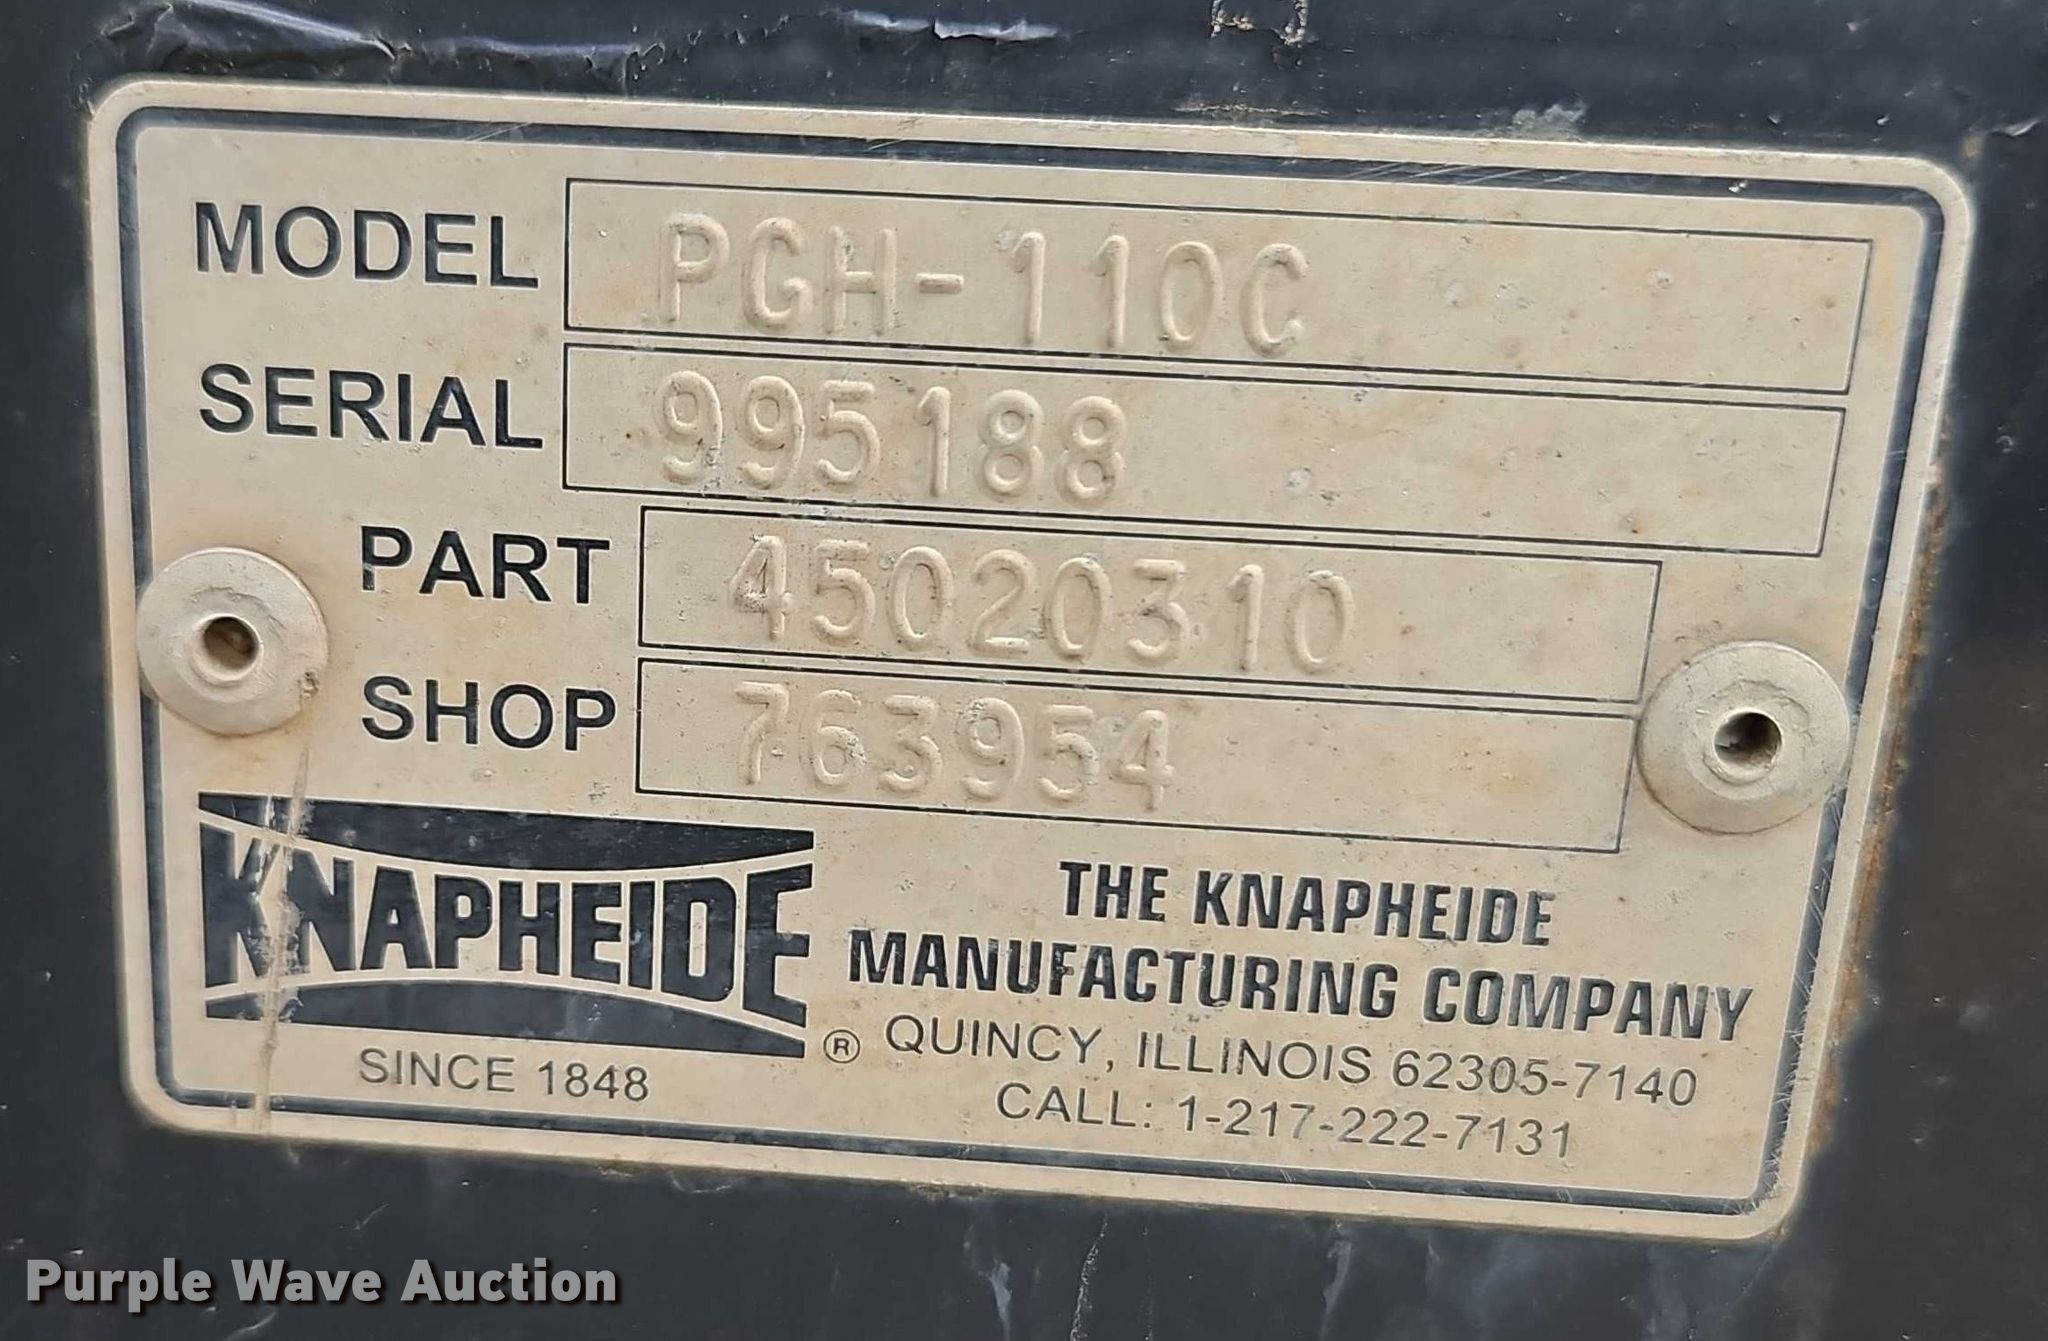 MODEL PGH-110C
SERIAL 995188
PART 45020310
SHOP 763954
KNAPHEIDE ®
SINCE 1848
THE KNAPHEIDE
MANUFACTURING COMPANY
QUINCY, ILLINOIS 62305-7140
CALL: 1-217-222-7131
Purple Wave Auction